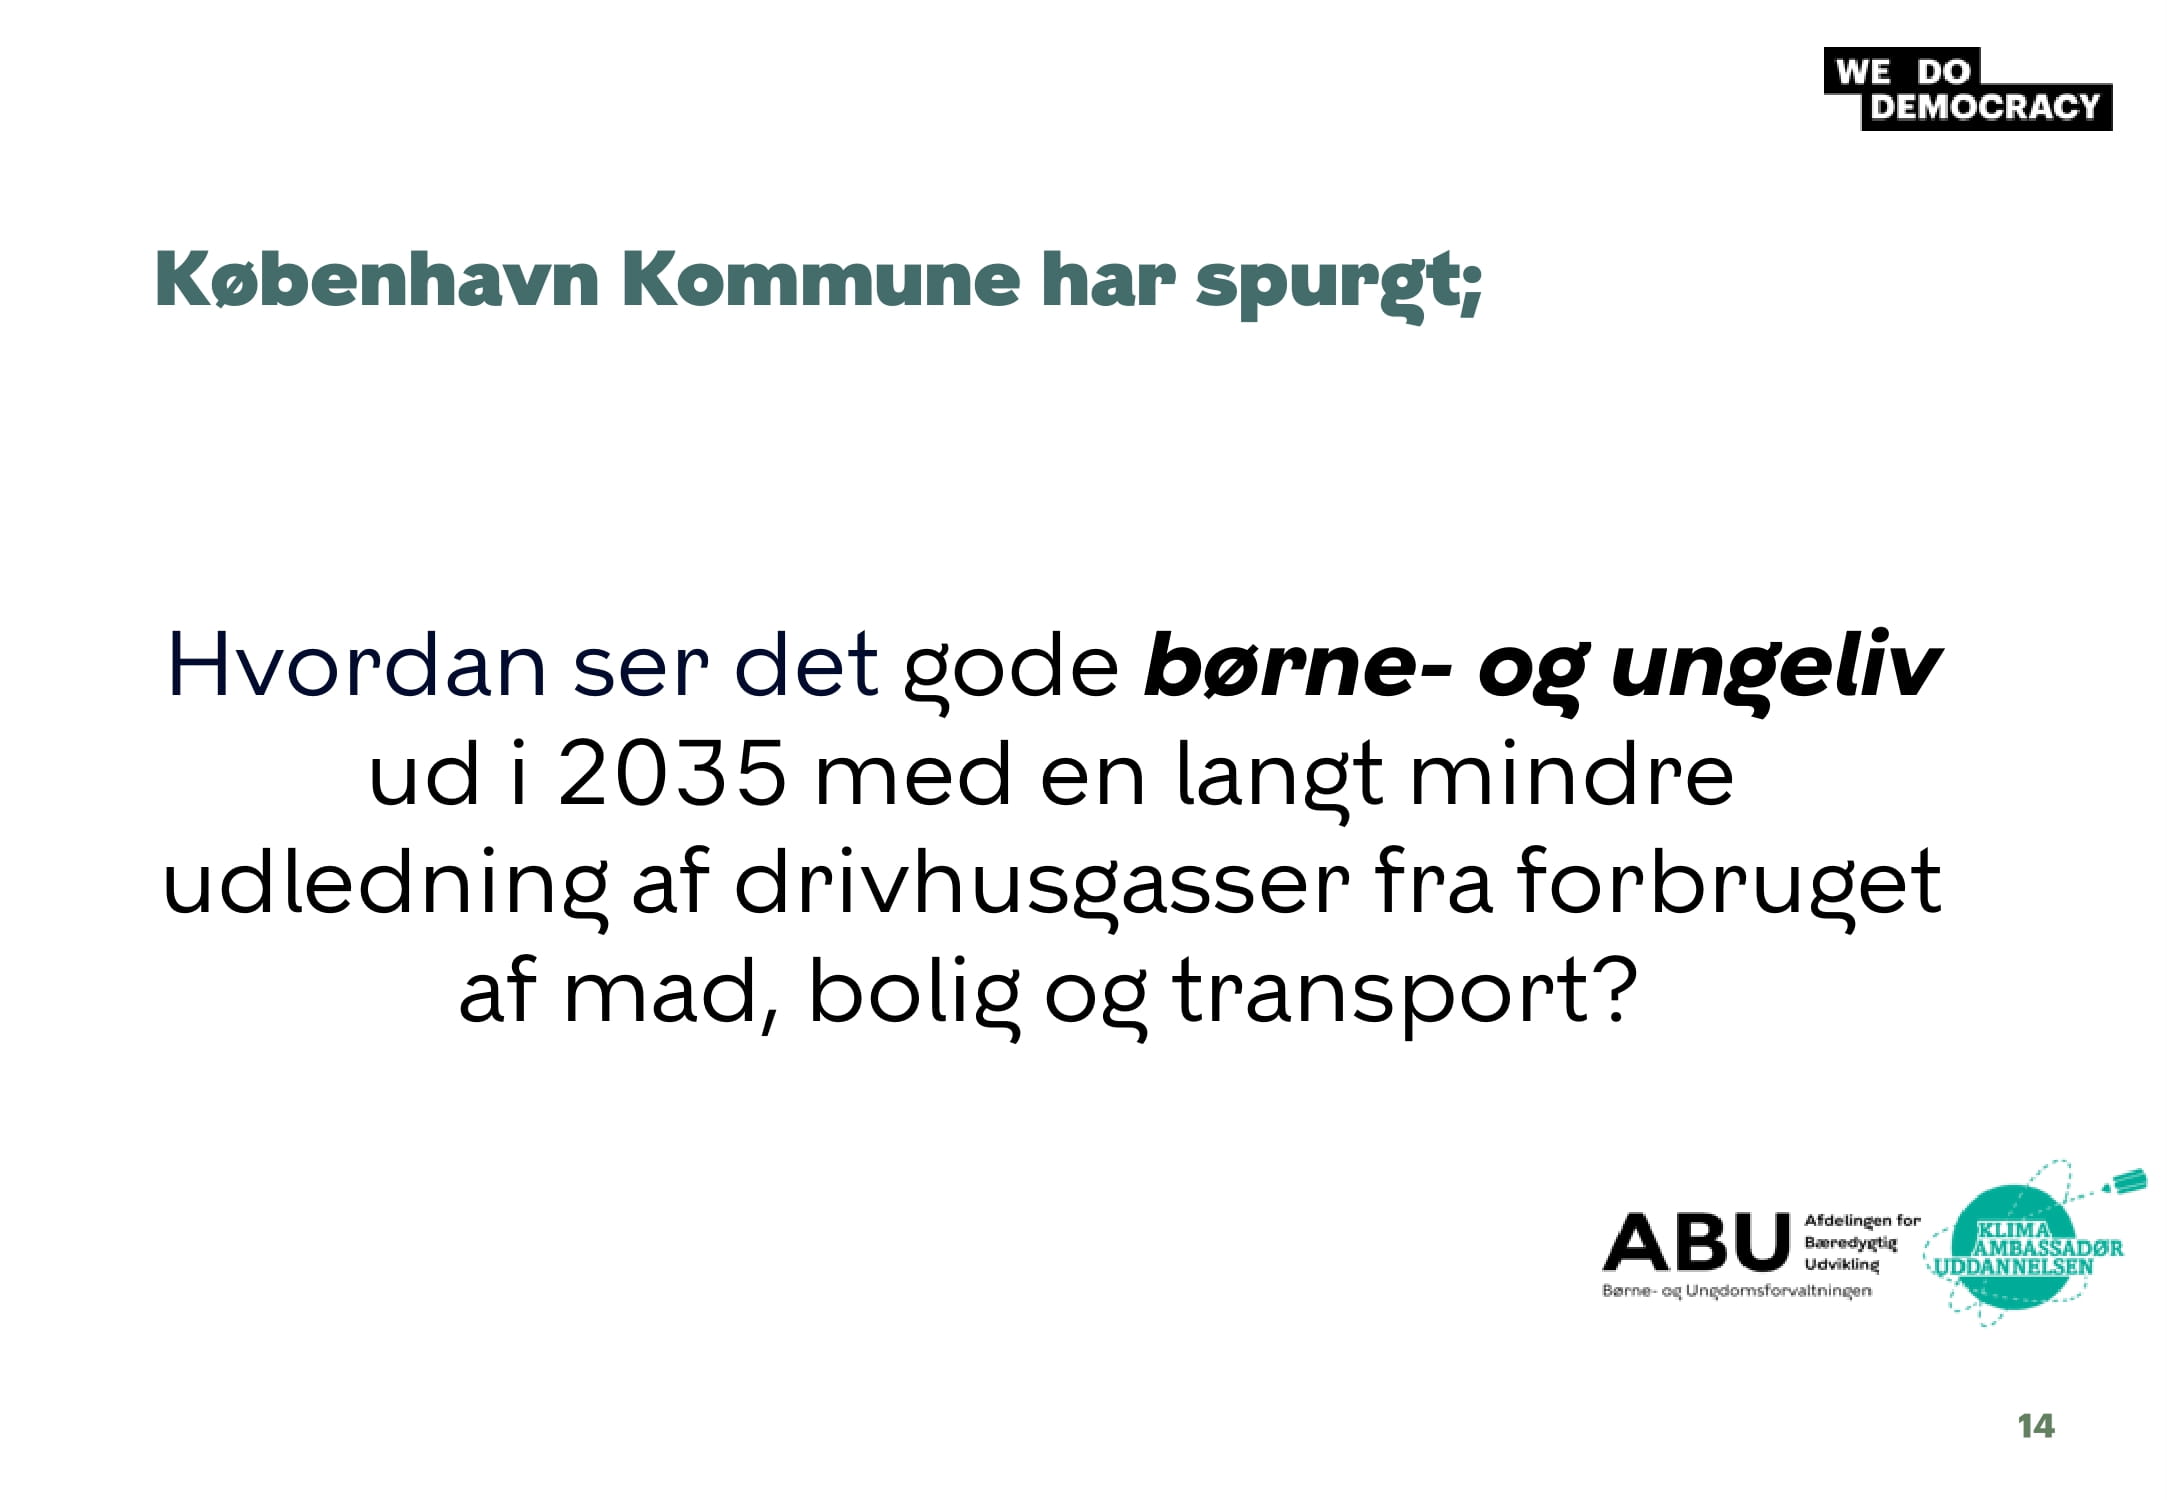 WE DO
DEMOCRACY
København Kommune har spurgt;
Hvordan ser det gode børne- og ungeliv
ud i 2035 med en langt mindre
udledning af drivhusgasser fra forbruget
af mad, bolig og transport?
ABU
Afdelingen for
Bæredygtig
Udvikling
Børne- og Ungdomsforvaltningen
KLIMA
AMBASSADØR
UDDANNELSEN
14